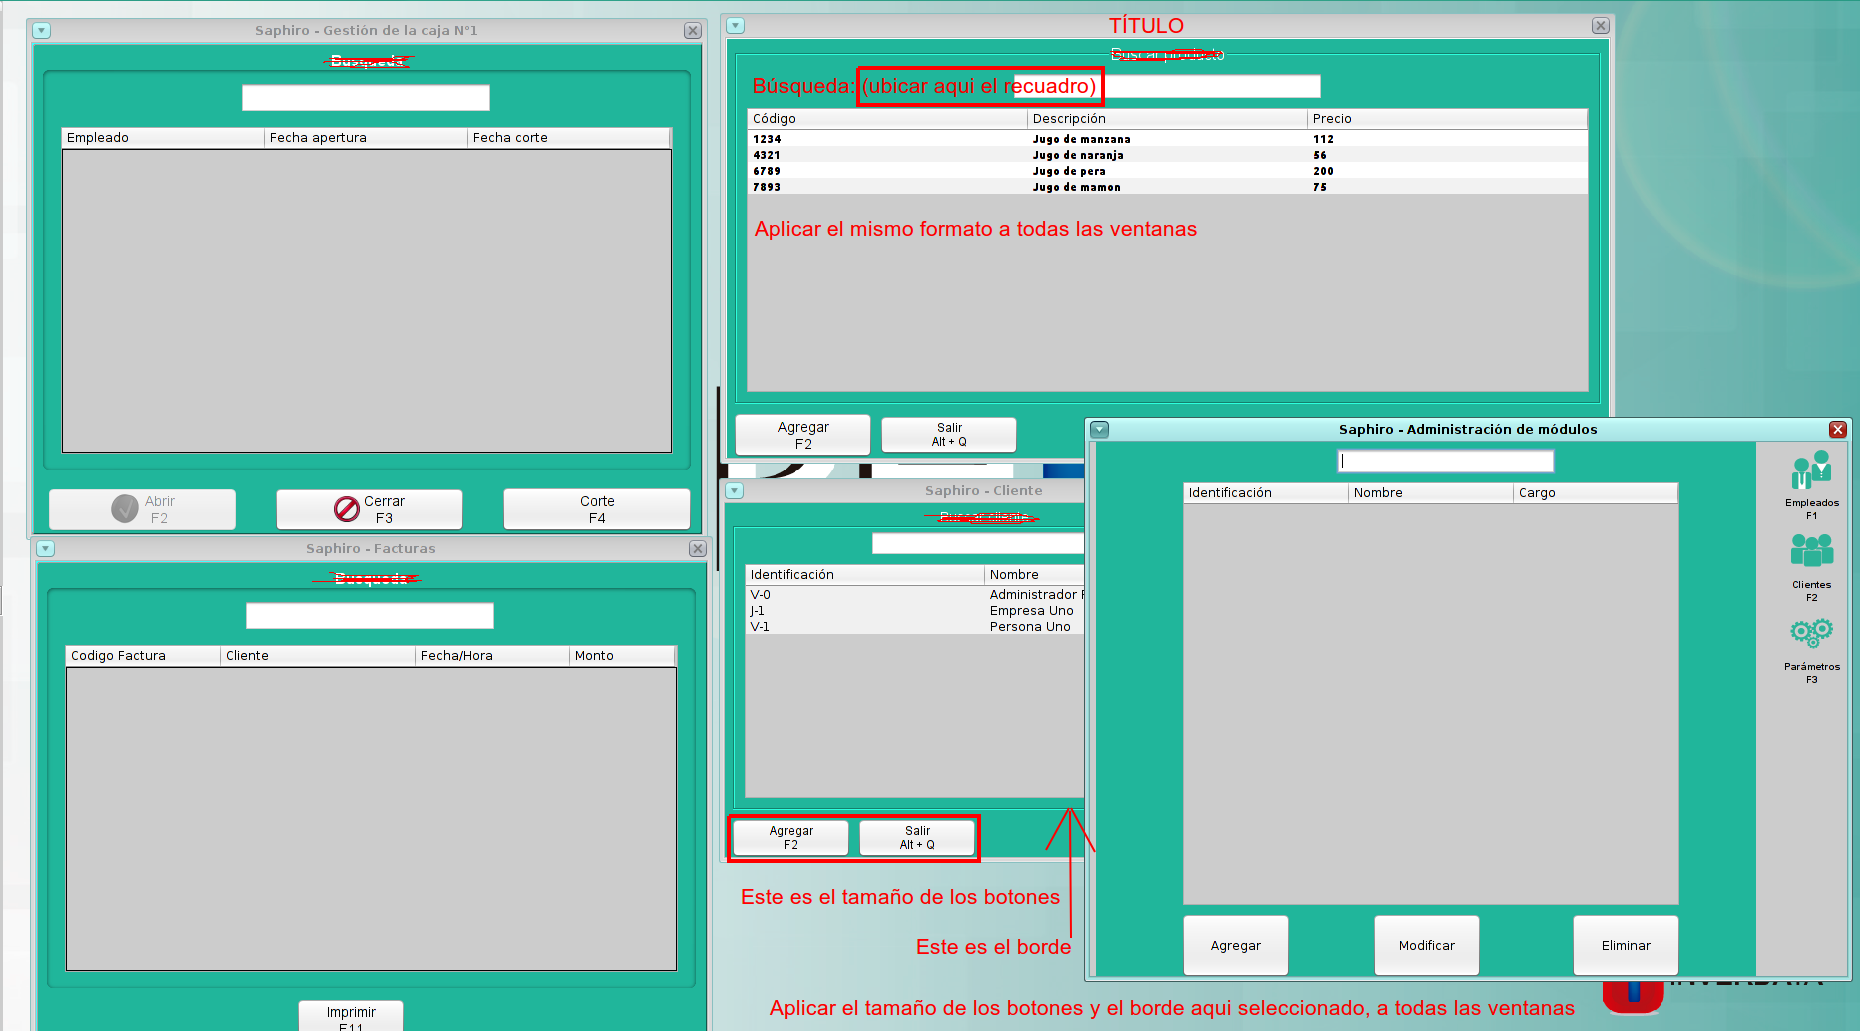 Saphiro - Gestión de la caja N°1
Busqueda
Empleado Fecha apertura Fecha corte
Abrir
F2
Cerrar
F3
Corte
F4
TÍTULO
Buscar producto
Búsqueda: (ubicar aqui el recuadro)
Código Descripción Precio
1234 Jugo de manzana 112
4321 Jugo de naranja 56
6789 Jugo de pera 200
7893 Jugo de mamon 75
Aplicar el mismo formato a todas las ventanas
Agregar
F2
Salir
Alt + Q
Saphiro - Facturas
Busqueda
Codigo Factura Cliente Fecha/Hora Monto
Imprimir
F11
Saphiro - Cliente
Buscar cliente
Identificación Nombre
V-0 Administrador
J-1 Empresa Uno
V-1 Persona Uno
Agregar
F2
Salir
Alt + Q
Este es el tamaño de los botones
Este es el borde
Aplicar el tamaño de los botones y el borde aqui seleccionado, a todas las ventanas
Saphiro - Administración de módulos
Identificación Nombre Cargo
Empleados
F1
Clientes
F2
Parámetros
F3
Agregar Modificar Eliminar